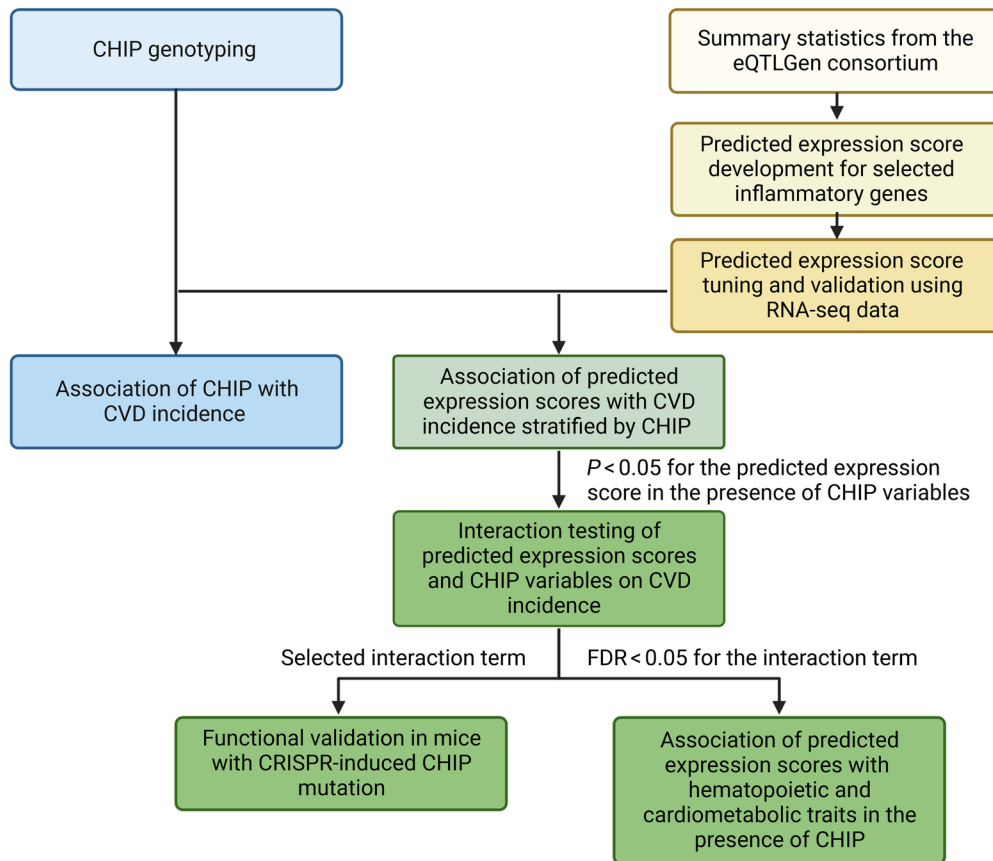 CHIP genotyping
Summary statistics from the
eQTLGen consortium
Predicted expression score
development for selected
inflammatory genes
Predicted expression score
tuning and validation using
RNA-seq data
Association of CHIP with
CVD incidence
Association of predicted
expression scores with CVD
incidence stratified by CHIP
P < 0.05 for the predicted expression
score in the presence of CHIP variables
Interaction testing of
predicted expression scores
and CHIP variables on CVD
incidence
Selected interaction term
FDR < 0.05 for the interaction term
Functional validation in mice
with CRISPR-induced CHIP
mutation
Association of predicted
expression scores with
hematopoietic and
cardiometabolic traits in the
presence of CHIP